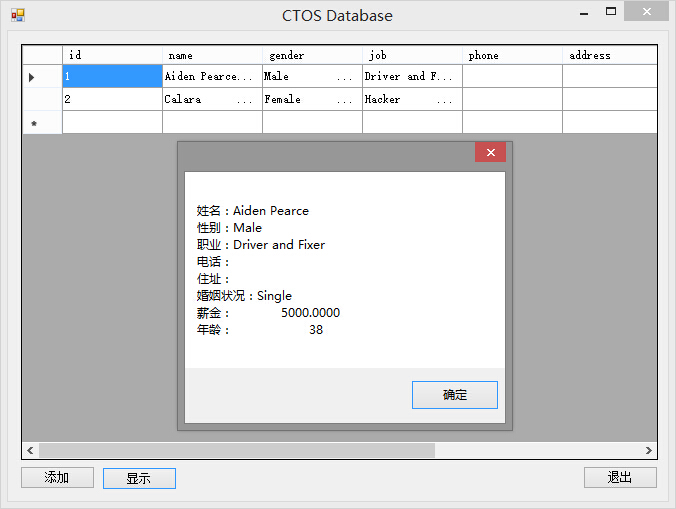 CTOS Database
id name gender job phone address
1 Aiden Pearce... Male ... Driver and F...
2 Calara ... Female ... Hacker ...
姓名：Aiden Pearce
性别：Male
职业：Driver and Fixer
电话：
住址：
婚姻状况：Single
薪金： 5000.0000
年龄： 38
确定
添加 显示 退出